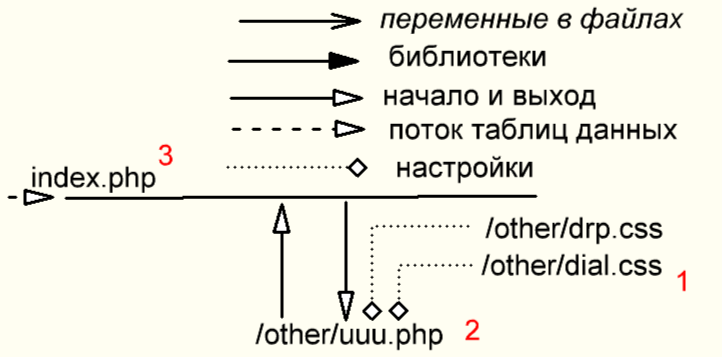 переменные в файлах
библиотеки
начало и выход
поток таблиц данных
3
настройки
index.php
/other/drp.css
/other/dial.css
1
/other/uuu.php
2